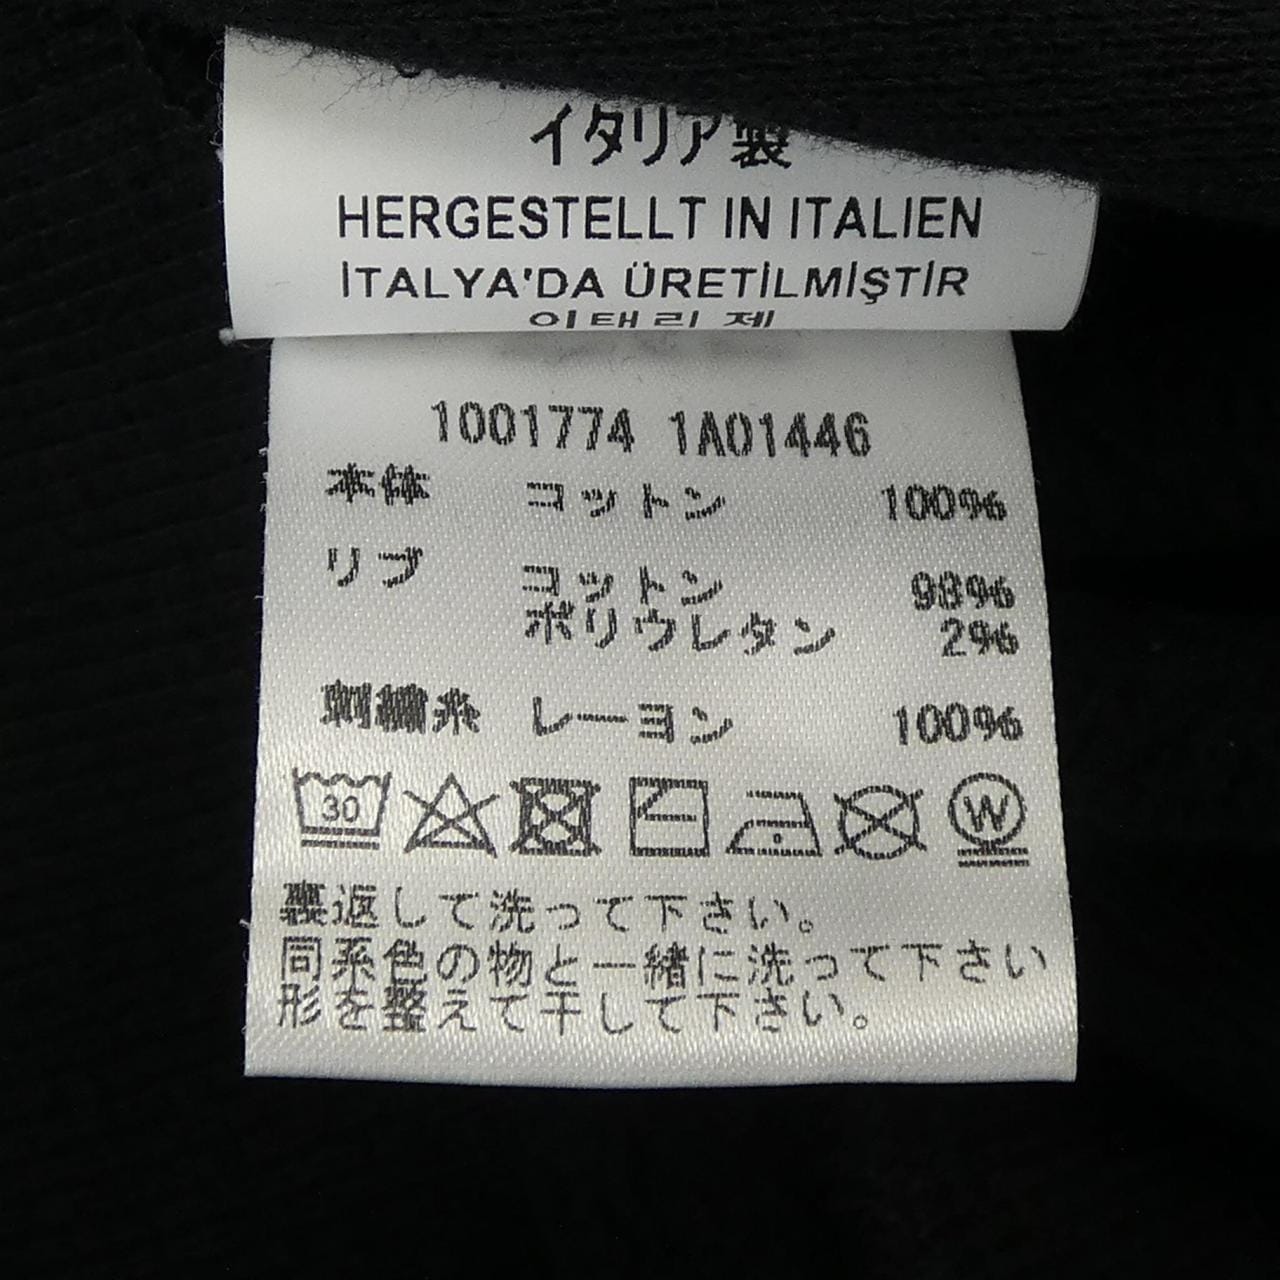 イタリア製
HERGESTELLT IN ITALIEN
İTALYA'DA ÜRETİLMİŞTİR
이태리제
1001774 1A01446
本体 コットン 100%
リブ コットン 98%
ポリウレタン 2%
刺繍糸 レーヨン 100%
30 W
裏返して洗って下さい。
同系色の物と一緒に洗って下さい
形を整えて干して下さい。